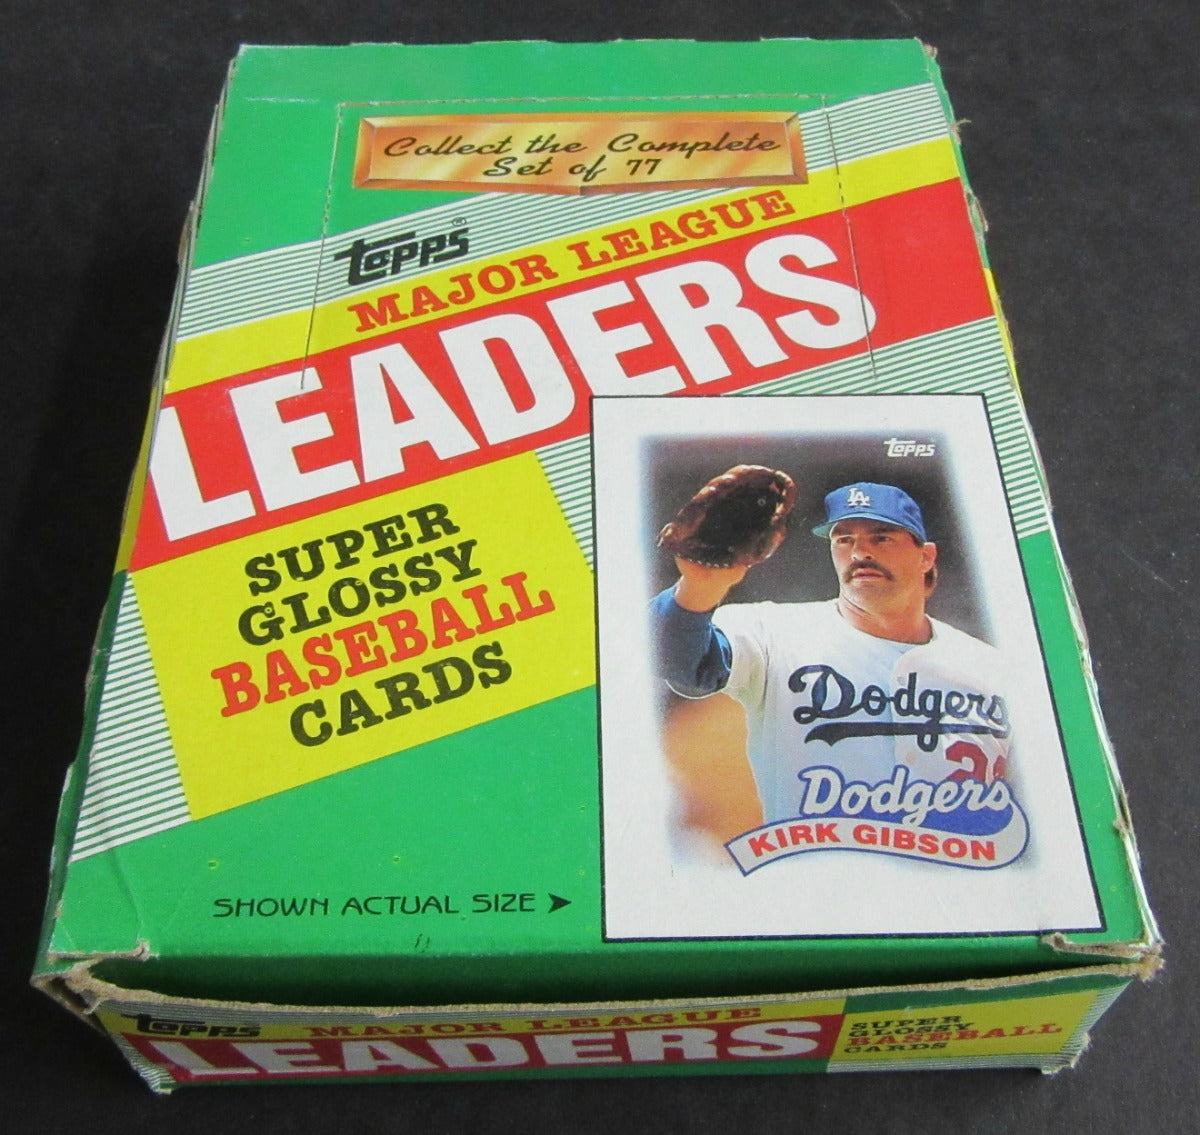 Collect the Complete
Set of 77
Topps®
MAJOR LEAGUE
LEADERS
SUPER
GLOSSY
BASEBALL
CARDS
Topps
LA
Dodgers
Dodgers
KIRK GIBSON
SHOWN ACTUAL SIZE
Topps
MAJOR LEAGUE
LEADERS
SUPER
GLOSSY
BASEBALL
CARDS